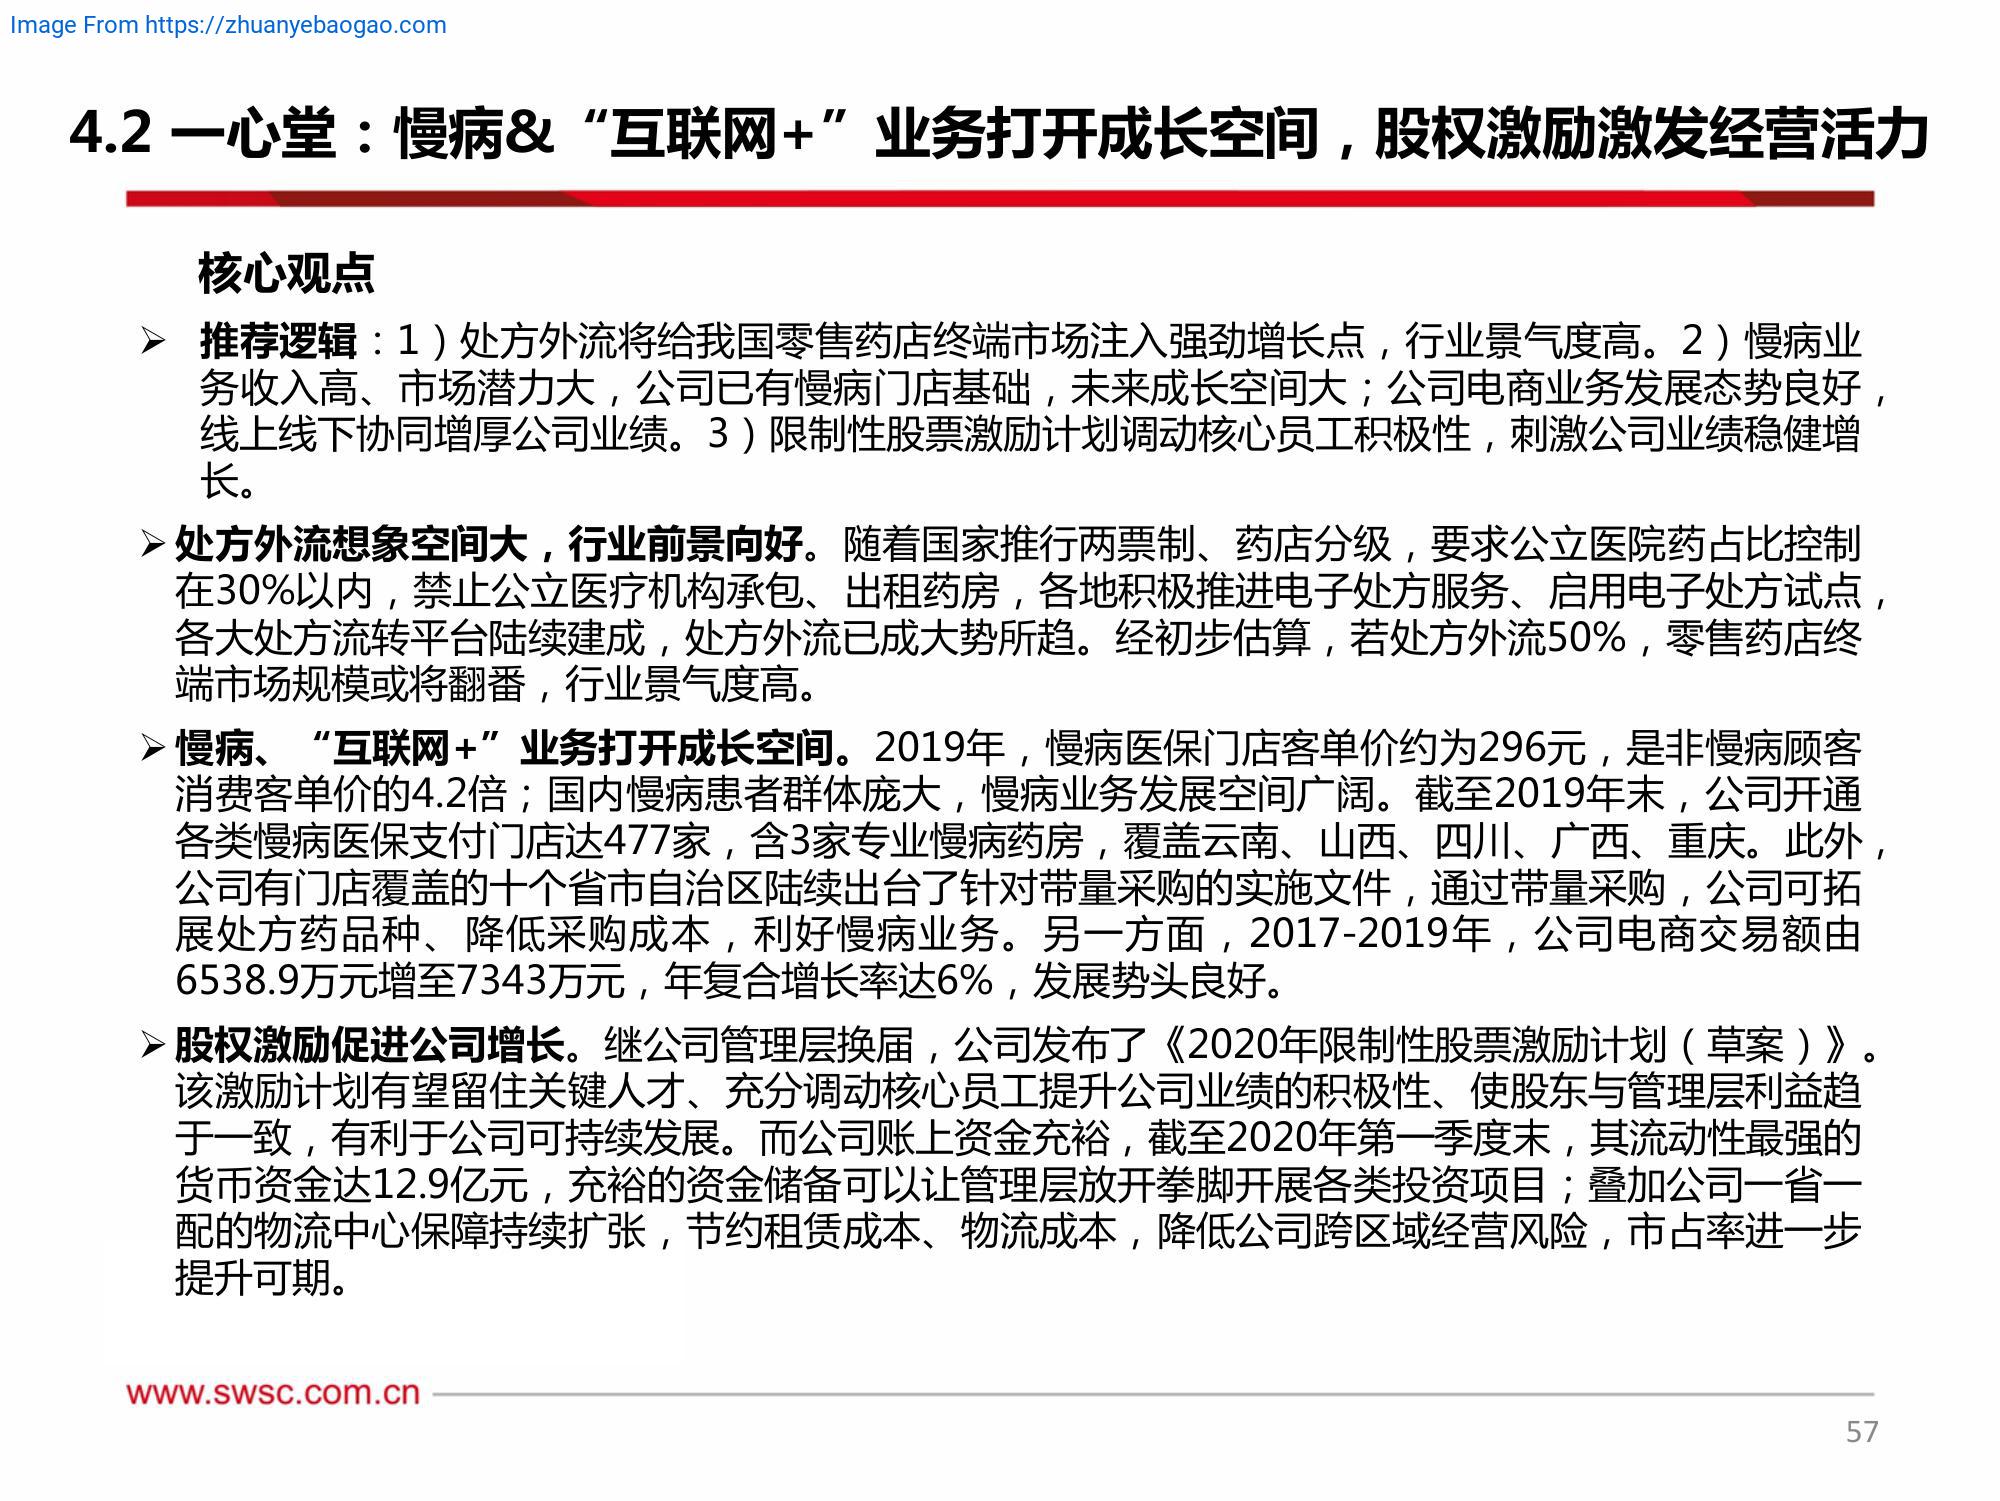 Image From https://zhuanyebaogao.com
4.2 一心堂：慢病&“互联网+”业务打开成长空间，股权激励激发经营活力
核心观点
➢ 推荐逻辑：1）处方外流将给我国零售药店终端市场注入强劲增长点，行业景气度高。2）慢病业
务收入高、市场潜力大，公司已有慢病门店基础，未来成长空间大；公司电商业务发展态势良好，
线上线下协同增厚公司业绩。3）限制性股票激励计划调动核心员工积极性，刺激公司业绩稳健增
长。
➢ 处方外流想象空间大，行业前景向好。随着国家推行两票制、药店分级，要求公立医院药占比控制
在30%以内，禁止公立医疗机构承包、出租药房，各地积极推进电子处方服务、启用电子处方试点，
各大处方流转平台陆续建成，处方外流已成大势所趋。经初步估算，若处方外流50%，零售药店终
端市场规模或将翻番，行业景气度高。
➢ 慢病、“互联网+”业务打开成长空间。2019年，慢病医保门店客单价约为296元，是非慢病顾客
消费客单价的4.2倍；国内慢病患者群体庞大，慢病业务发展空间广阔。截至2019年末，公司开通
各类慢病医保支付门店达477家，含3家专业慢病药房，覆盖云南、山西、四川、广西、重庆。此外，
公司有门店覆盖的十个省市自治区陆续出台了针对带量采购的实施文件，通过带量采购，公司可拓
展处方药品种、降低采购成本，利好慢病业务。另一方面，2017-2019年，公司电商交易额由
6538.9万元增至7343万元，年复合增长率达6%，发展势头良好。
➢ 股权激励促进公司增长。继公司管理层换届，公司发布了《2020年限制性股票激励计划（草案）》。
该激励计划有望留住关键人才、充分调动核心员工提升公司业绩的积极性、使股东与管理层利益趋
于一致，有利于公司可持续发展。而公司账上资金充裕，截至2020年第一季度末，其流动性最强的
货币资金达12.9亿元，充裕的资金储备可以让管理层放开拳脚开展各类投资项目；叠加公司一省一
配的物流中心保障持续扩张，节约租赁成本、物流成本，降低公司跨区域经营风险，市占率进一步
提升可期。
www.swsc.com.cn
57